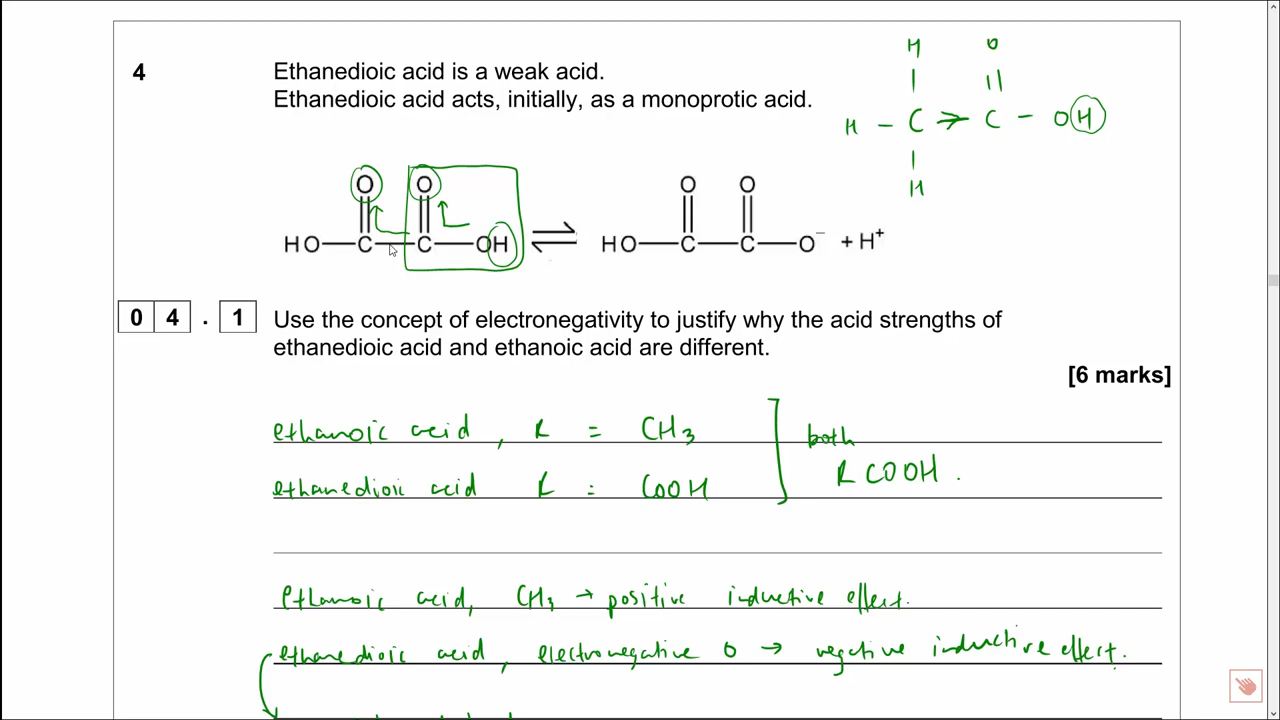 4
Ethanedioic acid is a weak acid.
Ethanedioic acid acts, initially, as a monoprotic acid.
H O
H – C → C – OH
H
O O O O
HO C C OH ⇌ HO C C O⁻ + H⁺
0 4 . 1 Use the concept of electronegativity to justify why the acid strengths of
ethanedioic acid and ethanoic acid are different.
[6 marks]
ethanoic acid, R = CH3
both
ethanedioic acid R = COOH
RCOOH.
ethanoic acid, CH3 → positive inductive effect.
ethanedioic acid, electronegative O → negative inductive effect.